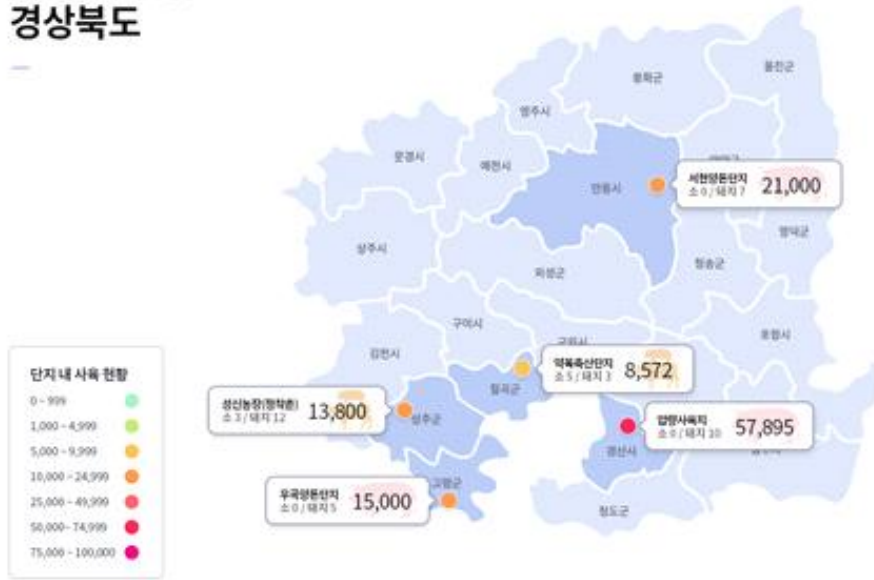 경상북도
울진군
봉화군
영주시
문경시
예천시
안동시
서현양돈단지
소 0 / 돼지 7
21,000
영덕군
상주시
청송군
의성군
구미시
포항시
김천시
약목축산단지
소 5 / 돼지 3
8,572
칠곡군
성신농장(정착촌)
소 3 / 돼지 12
13,800
성주군
압량사육지
소 0 / 돼지 10
57,895
경산시
고령군
우곡양돈단지
소 0 / 돼지 5
15,000
청도군
단지 내 사육 현황
0 - 999
1,000 - 4,999
5,000 - 9,999
10,000 - 24,999
25,000 - 49,999
50,000 - 74,999
75,000 - 100,000